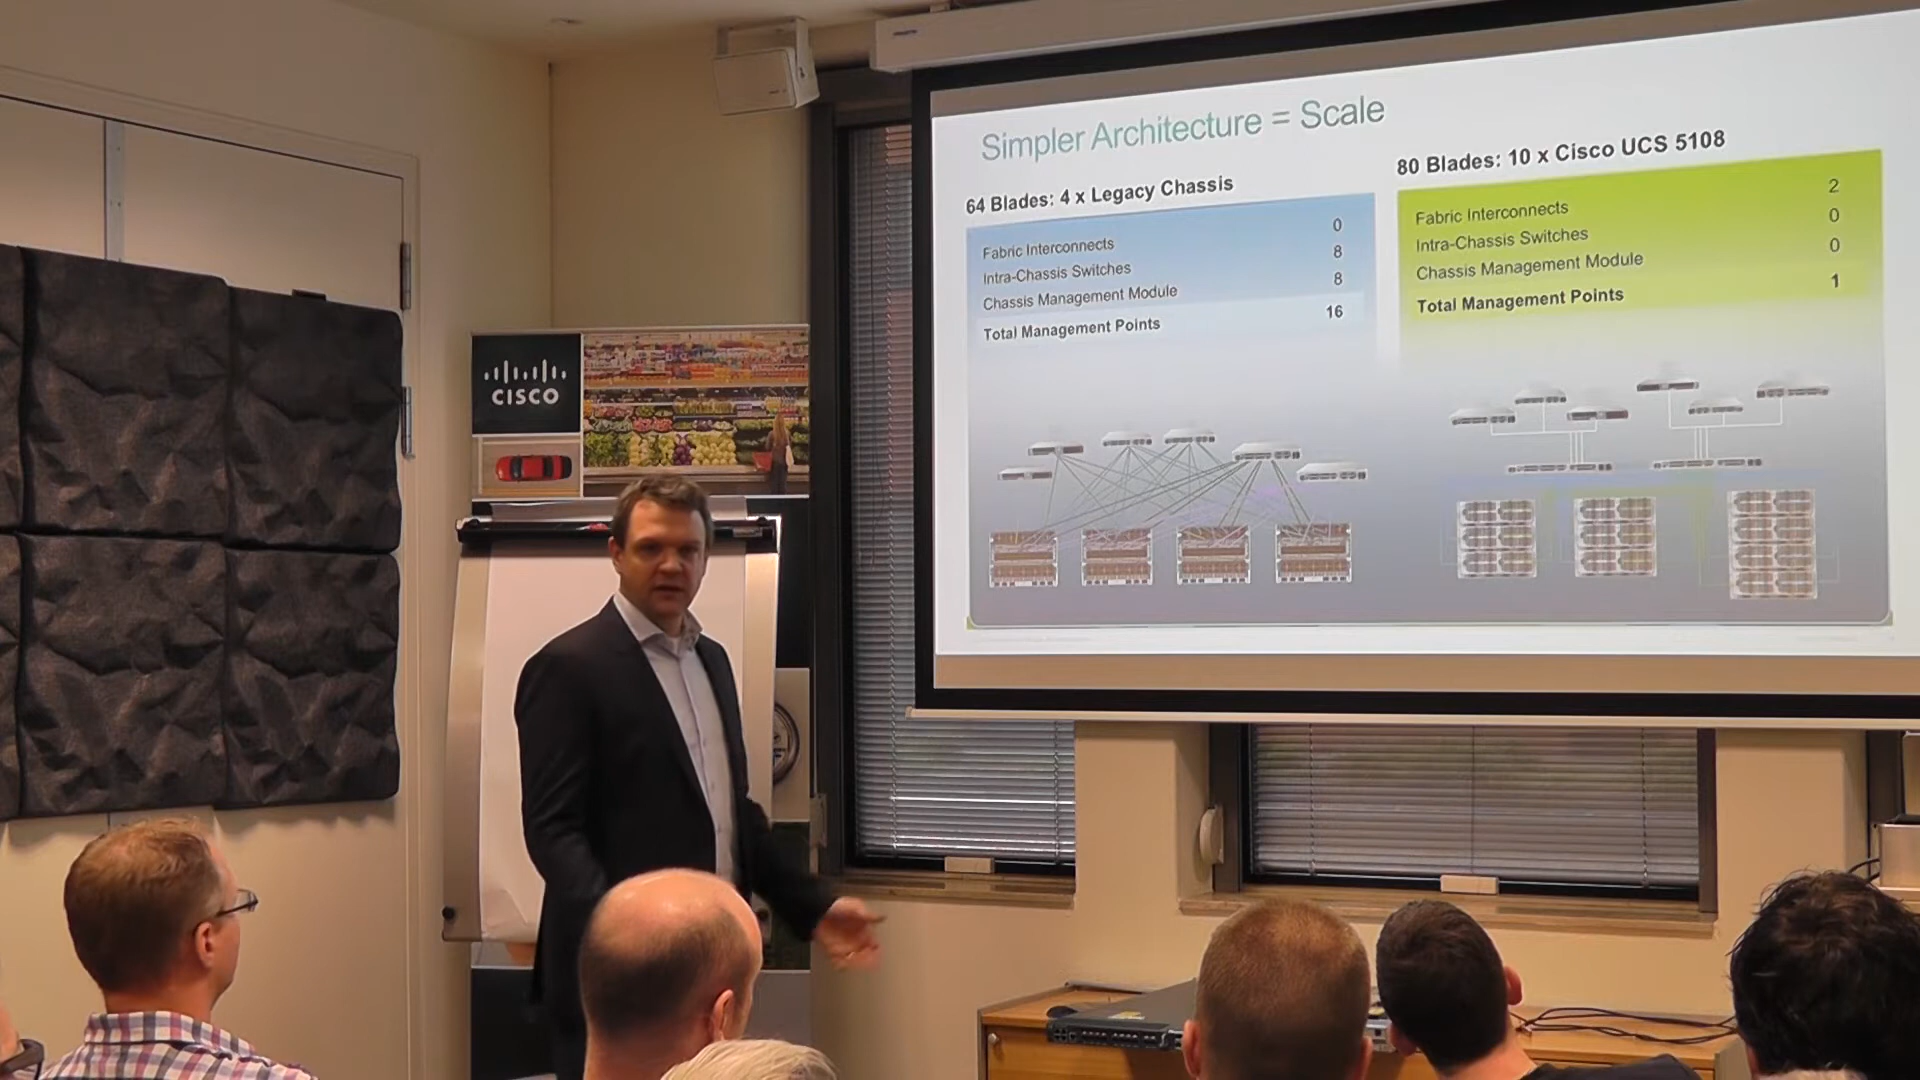 Simpler Architecture = Scale
64 Blades: 4 x Legacy Chassis
Fabric Interconnects 0
Intra-Chassis Switches 8
Chassis Management Module 8
Total Management Points 16
80 Blades: 10 x Cisco UCS 5108
Fabric Interconnects 2
Intra-Chassis Switches 0
Chassis Management Module 0
Total Management Points 1
CISCO